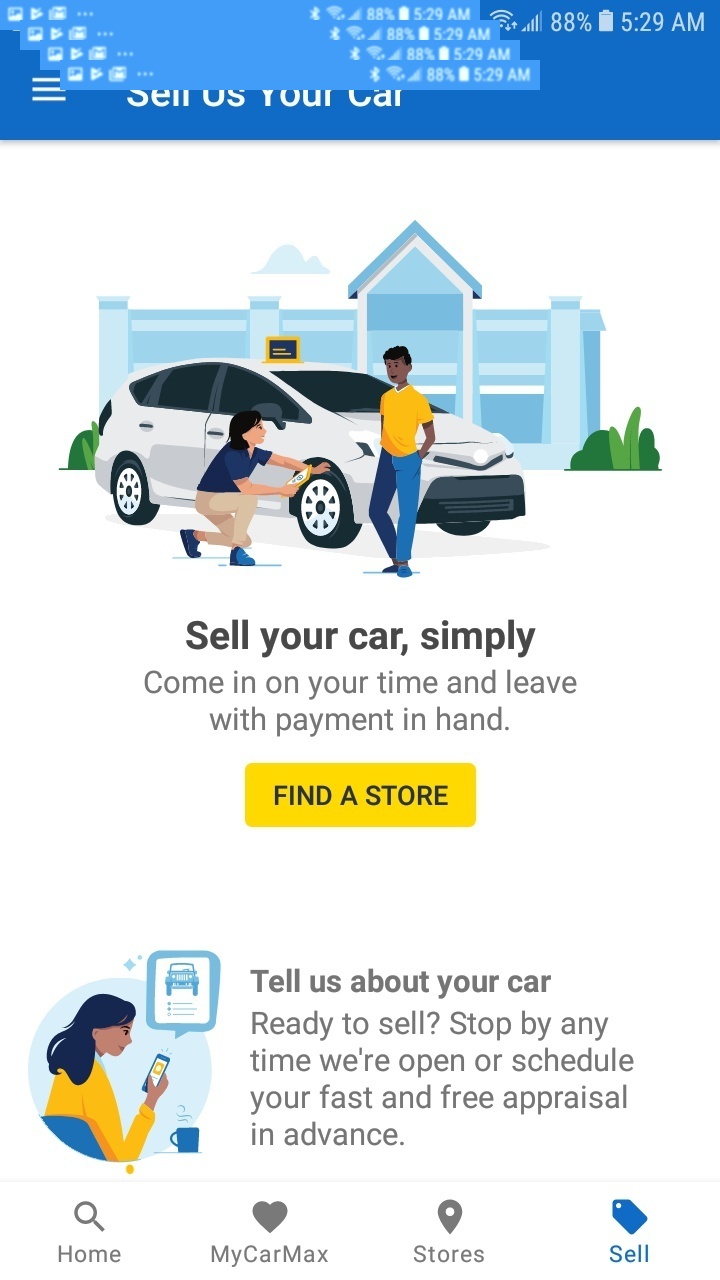 88% 5:29 AM
88% 5:29 AM
88% 5:29 AM
88% 5:29 AM
88% 5:29 AM
Sell Us Your Car
Sell your car, simply
Come in on your time and leave
with payment in hand.
FIND A STORE
Tell us about your car
Ready to sell? Stop by any
time we're open or schedule
your fast and free appraisal
in advance.
Home MyCarMax Stores Sell